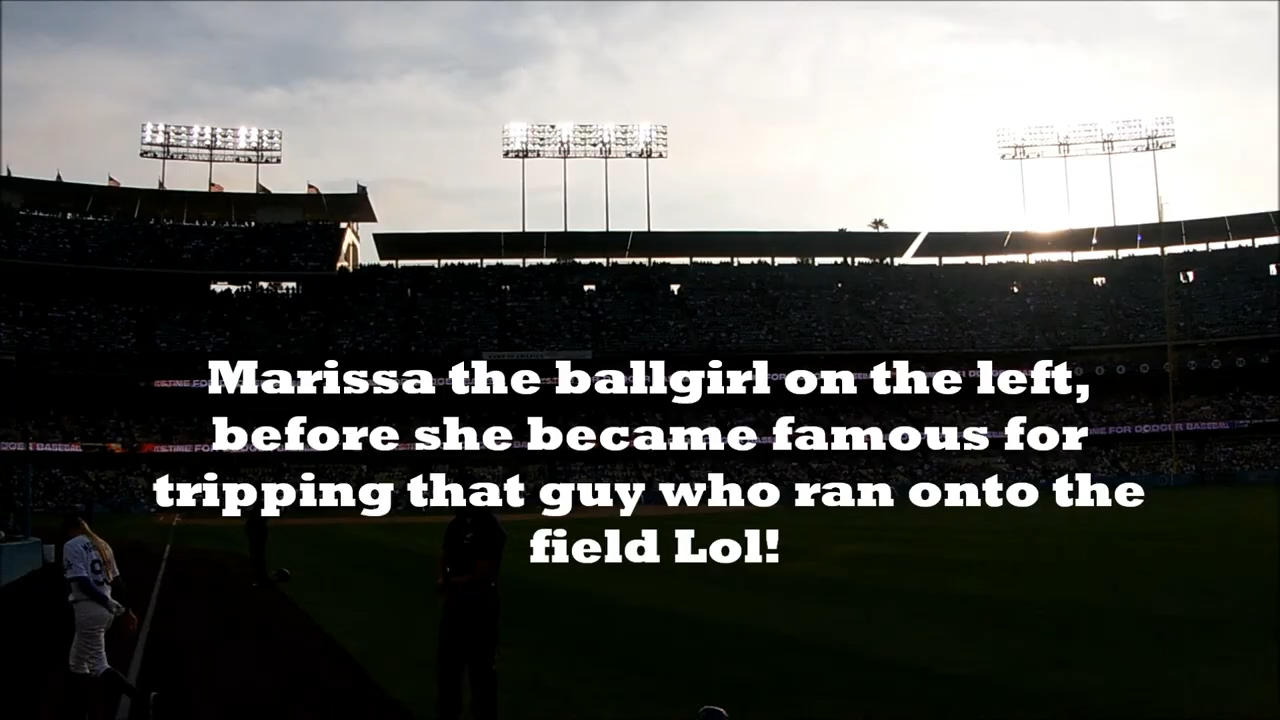 Marissa the ballgirl on the left,
before she became famous for
tripping that guy who ran onto the
field Lol!